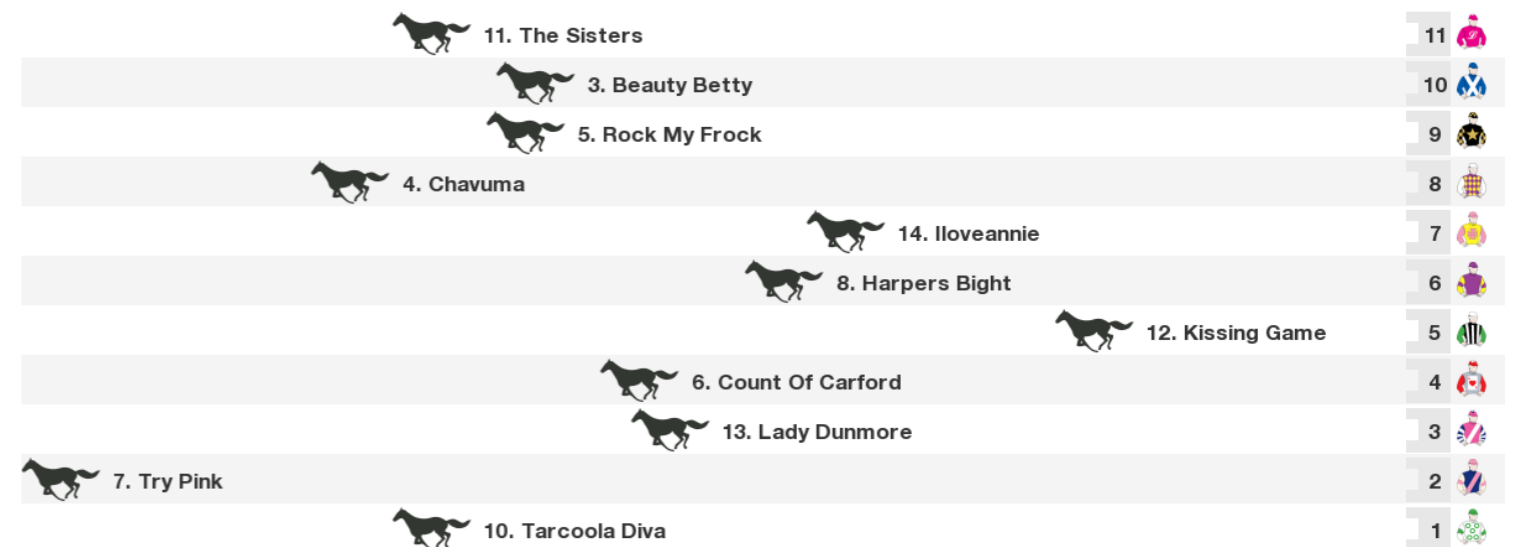 11. The Sisters 11
3. Beauty Betty 10
5. Rock My Frock 9
4. Chavuma 8
14. Iloveannie 7
8. Harpers Bight 6
12. Kissing Game 5
6. Count Of Carford 4
13. Lady Dunmore 3
7. Try Pink 2
10. Tarcoola Diva 1